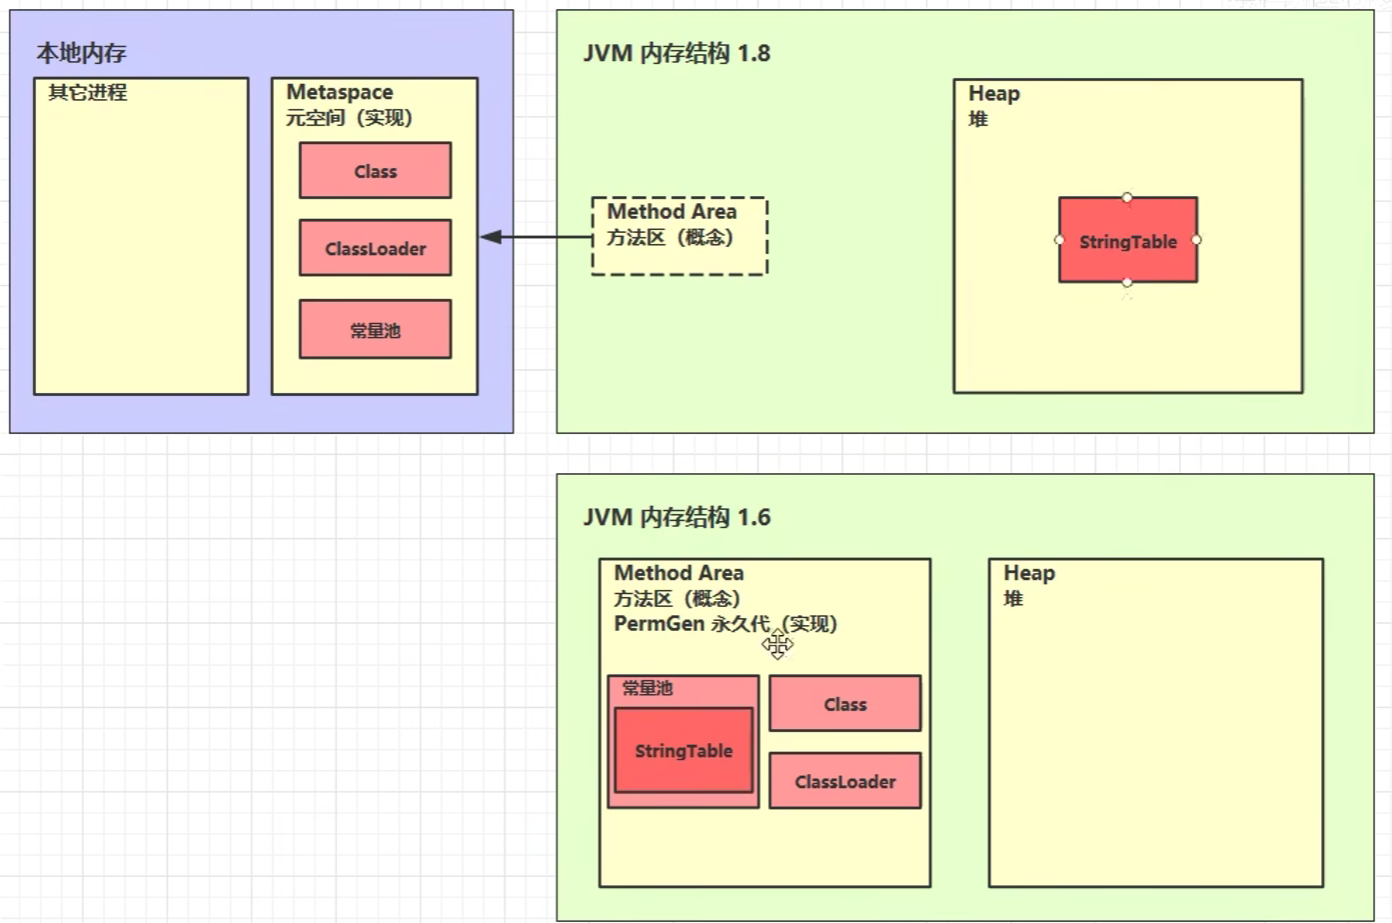 本地内存
其它进程
Metaspace
元空间（实现）
Class
ClassLoader
常量池
JVM 内存结构 1.8
Method Area
方法区（概念）
Heap
堆
StringTable
JVM 内存结构 1.6
Method Area
方法区（概念）
PermGen 永久代（实现）
常量池
StringTable
Class
ClassLoader
Heap
堆